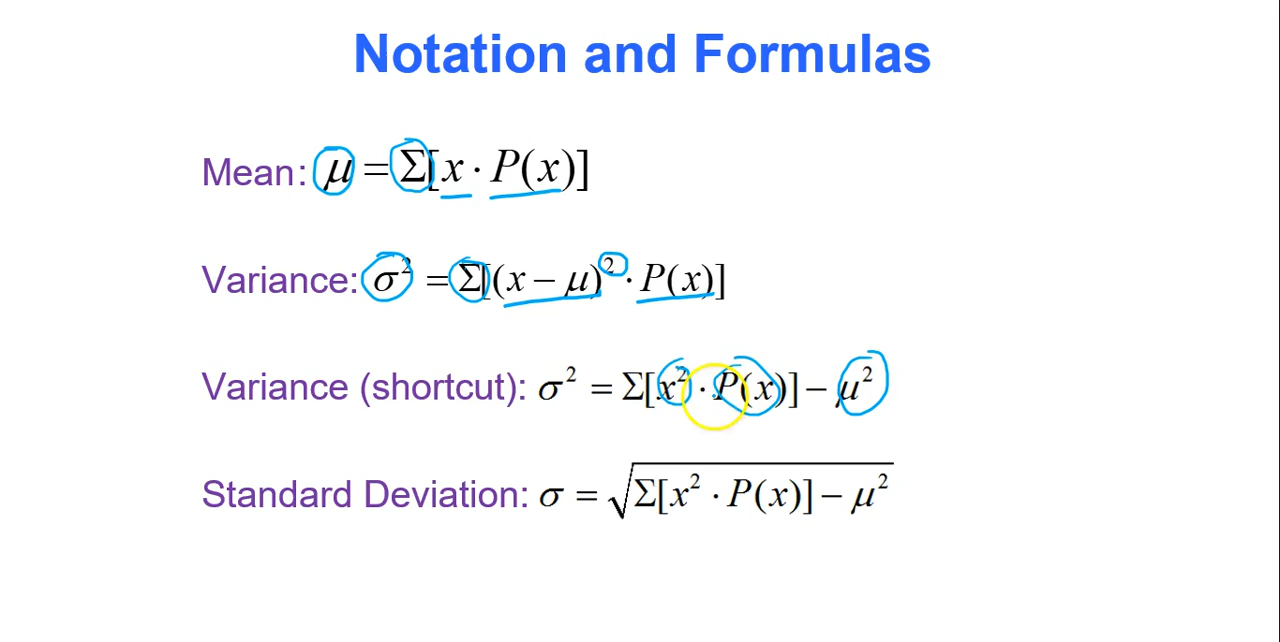 Notation and Formulas
Mean: μ = Σ[x · P(x)]
Variance: σ² = Σ[(x − μ)² · P(x)]
Variance (shortcut): σ² = Σ[x² · P(x)] − μ²
Standard Deviation: σ = √Σ[x² · P(x)] − μ²